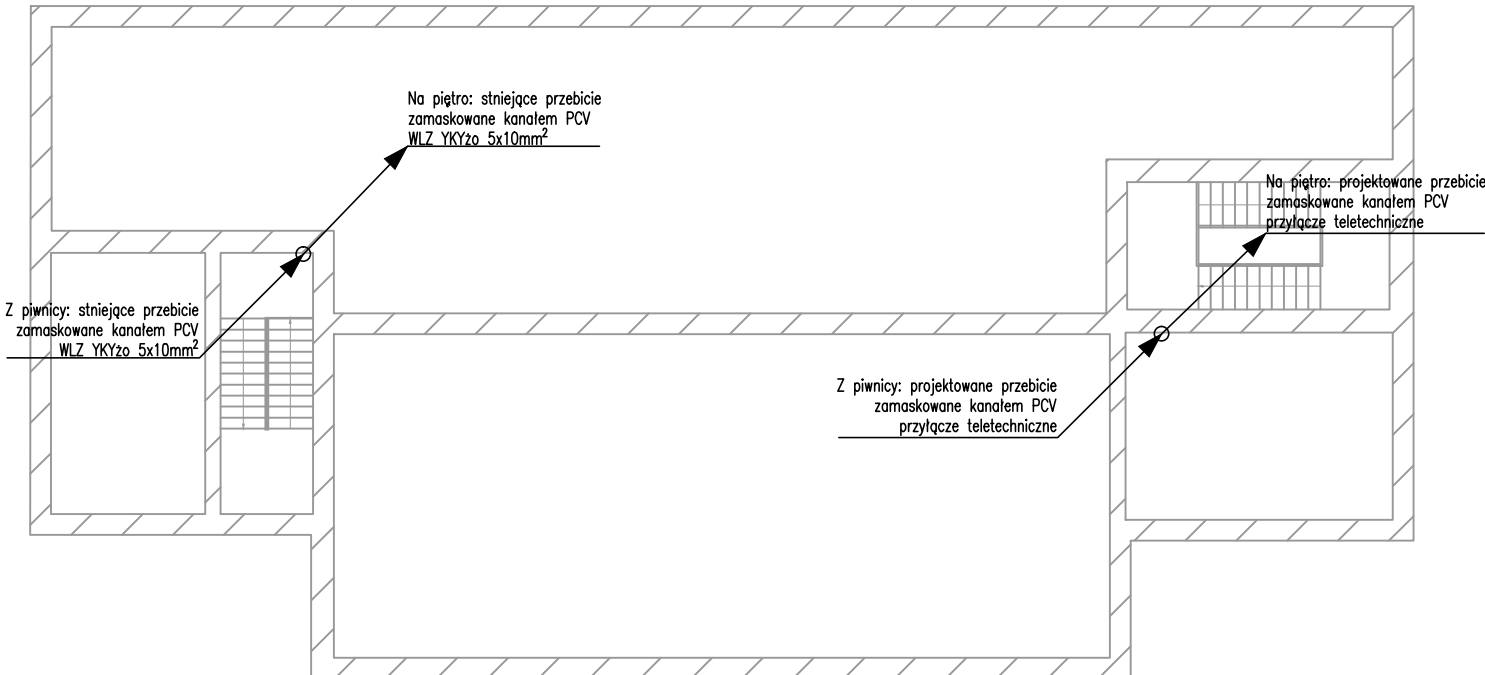 Na piętro: stniejące przebicie
zamaskowane kanałem PCV
WLZ YKYżo 5x10mm²
Na piętro: projektowane przebicie
zamaskowane kanałem PCV
przyłącze teletechniczne
Z piwnicy: stniejące przebicie
zamaskowane kanałem PCV
WLZ YKYżo 5x10mm²
Z piwnicy: projektowane przebicie
zamaskowane kanałem PCV
przyłącze teletechniczne